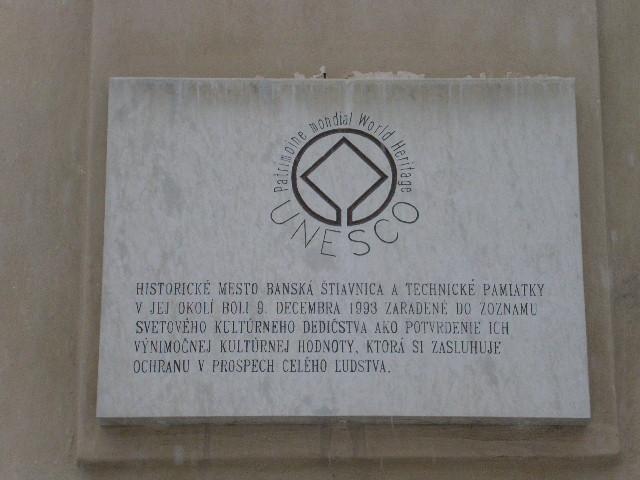 Patrimoine mondial World Heritage
UNESCO
HISTORICKÉ MESTO BANSKÁ ŠTIAVNICA A TECHNICKÉ PAMIATKY
V JEJ OKOLÍ BOLI 9. DECEMBRA 1993 ZARADENÉ DO ZOZNAMU
SVETOVÉHO KULTÚRNEHO DEDIČSTVA AKO POTVRDENIE ICH
VÝNIMOČNEJ KULTÚRNEJ HODNOTY, KTORÁ SI ZASLUHUJE
OCHRANU V PROSPECH CELÉHO ĽUDSTVA.